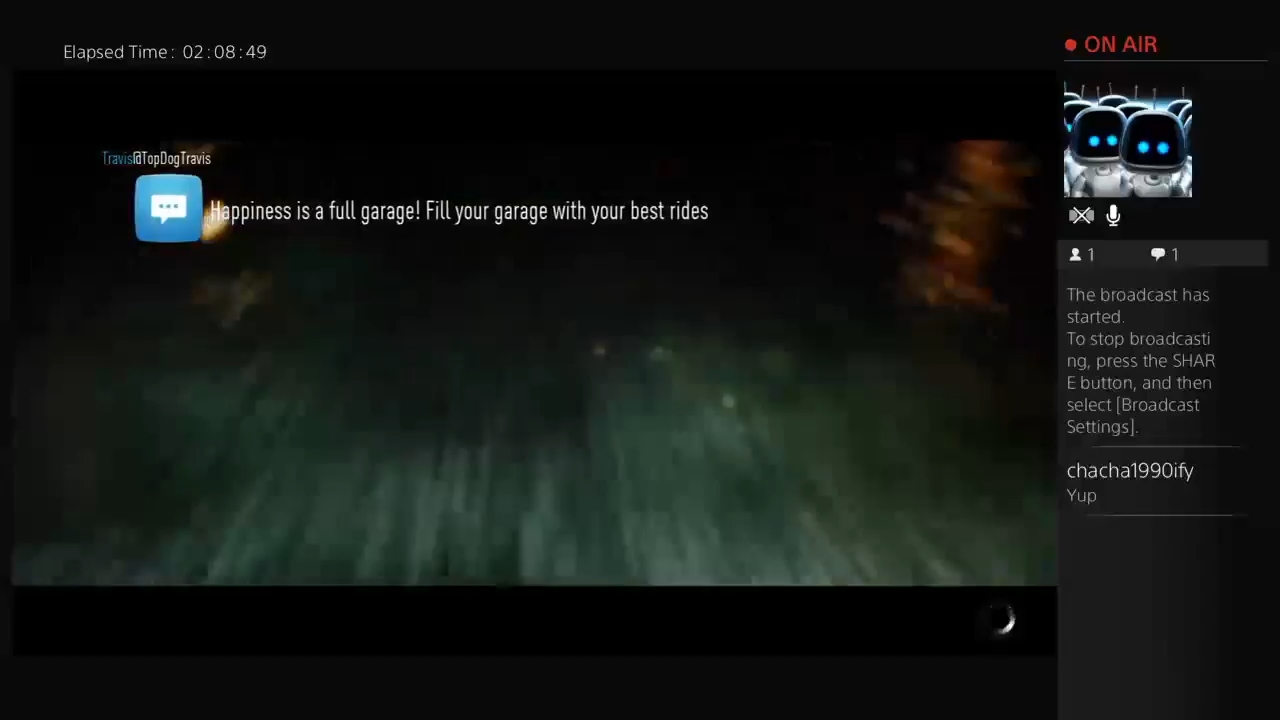 Elapsed Time: 02:08:49
ON AIR
Travis@TopDogTravis
Happiness is a full garage! Fill your garage with your best rides
1 1
The broadcast has
started.
To stop broadcasti
ng, press the SHAR
E button, and then
select [Broadcast
Settings].
chacha1990ify
Yup